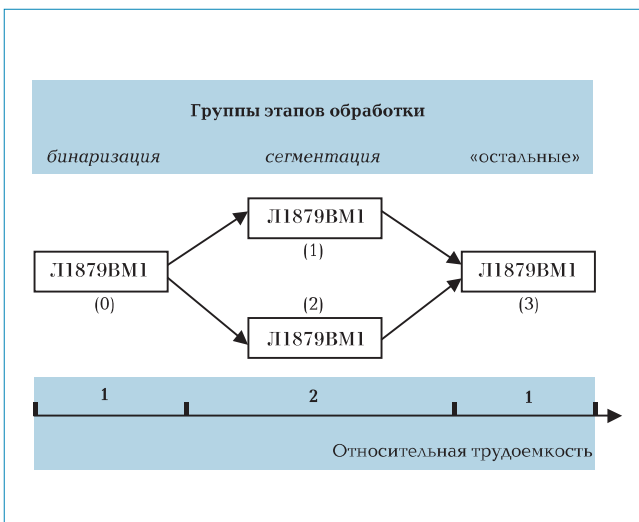 Группы этапов обработки
бинаризация сегментация «остальные»
Л1879ВМ1
(1)
Л1879ВМ1
(0)
Л1879ВМ1
(3)
(2)
Л1879ВМ1
1 2 1
Относительная трудоемкость